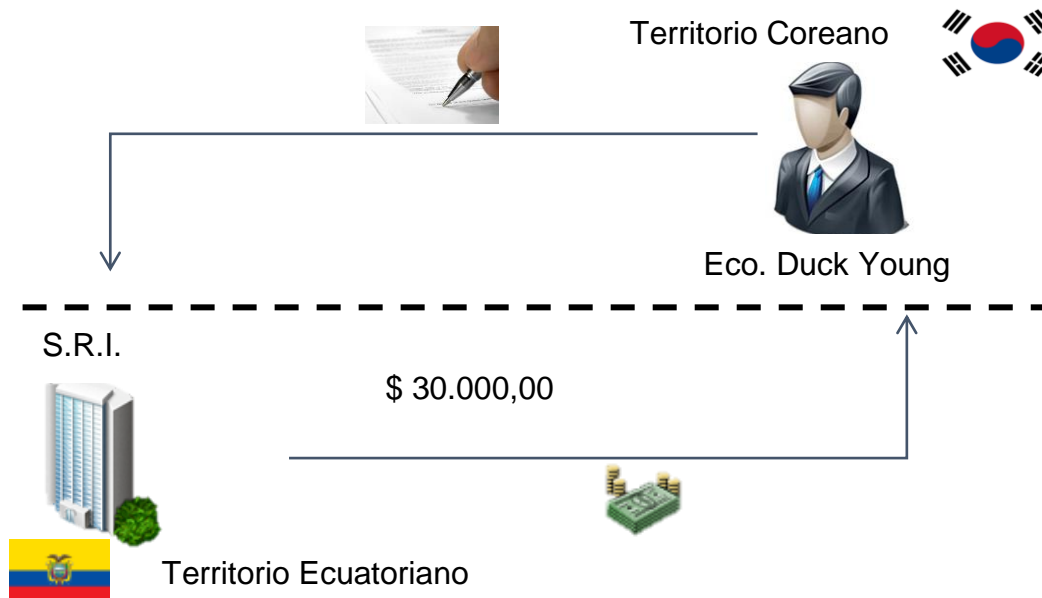 Territorio Coreano
Eco. Duck Young
S.R.I.
$ 30.000,00
Territorio Ecuatoriano